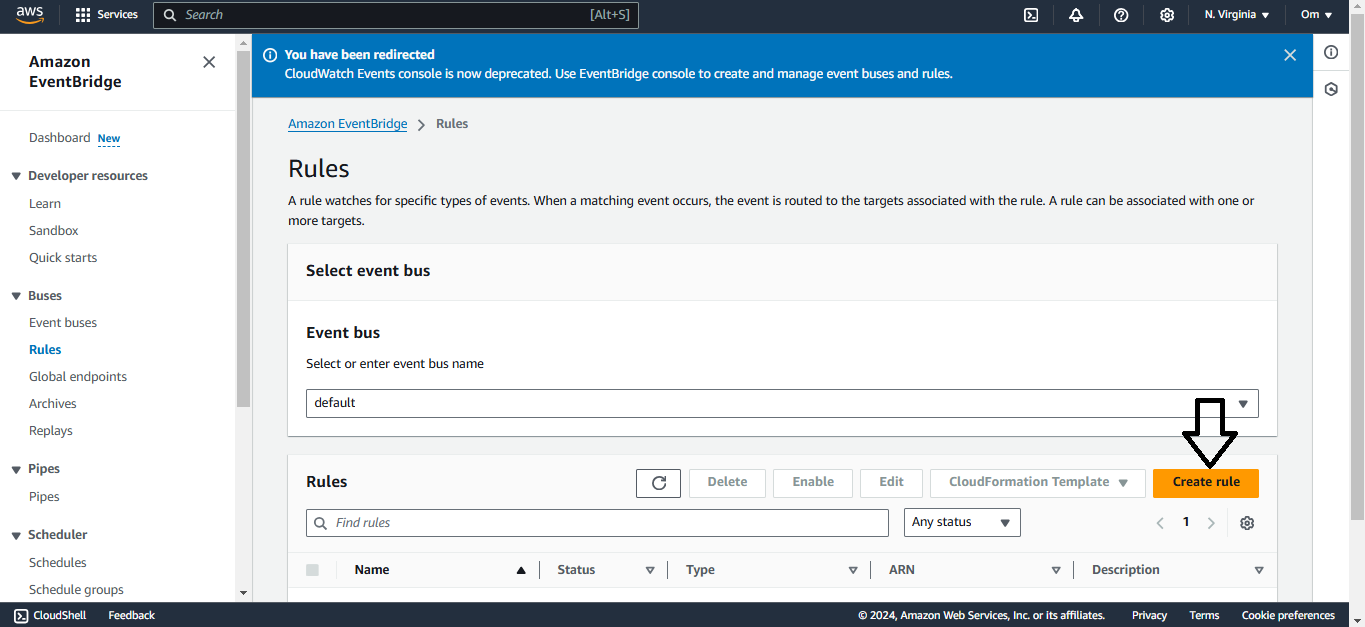 aws
Services
Search
[Alt+S]
N. Virginia
Om
Amazon
EventBridge
Dashboard New
Developer resources
Learn
Sandbox
Quick starts
Buses
Event buses
Rules
Global endpoints
Archives
Replays
Pipes
Pipes
Scheduler
Schedules
Schedule groups
You have been redirected
CloudWatch Events console is now deprecated. Use EventBridge console to create and manage event buses and rules.
Amazon EventBridge
Rules
Rules
A rule watches for specific types of events. When a matching event occurs, the event is routed to the targets associated with the rule. A rule can be associated with one or
more targets.
Select event bus
Event bus
Select or enter event bus name
default
Rules
Delete
Enable
Edit
CloudFormation Template
Create rule
Find rules
Any status
1
Name
Status
Type
ARN
Description
CloudShell
Feedback
© 2024, Amazon Web Services, Inc. or its affiliates.
Privacy
Terms
Cookie preferences